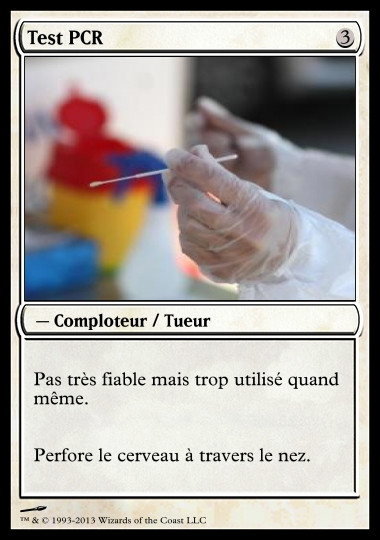 Test PCR 3
— Comploteur / Tueur
Pas très fiable mais trop utilisé quand
même.
Perfore le cerveau à travers le nez.
™ & © 1993-2013 Wizards of the Coast LLC